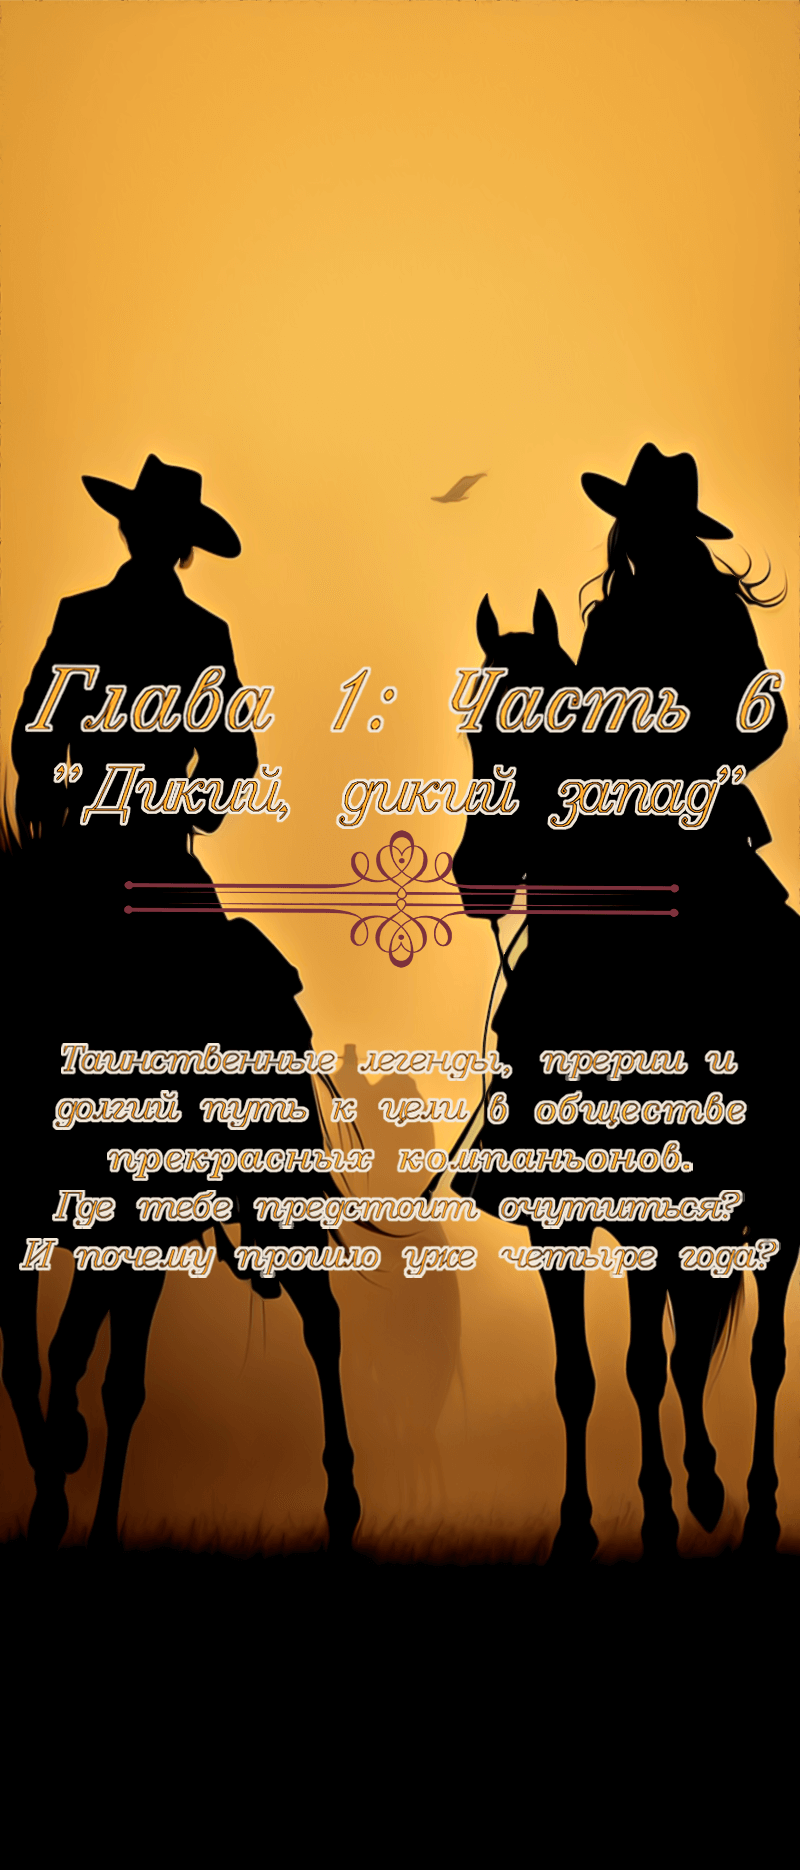 Глава 1: Часть 6
"Дикий, дикий запад"
Таинственные легенды, прерии и
долгий путь к цели в обществе
прекрасных компаньонов.
Где тебе предстоит очутиться?
И почему прошло уже четыре года?